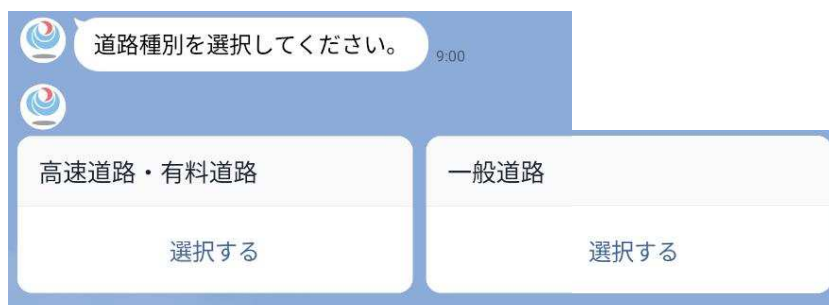 道路種別を選択してください。
9:00
高速道路・有料道路
選択する
一般道路
選択する